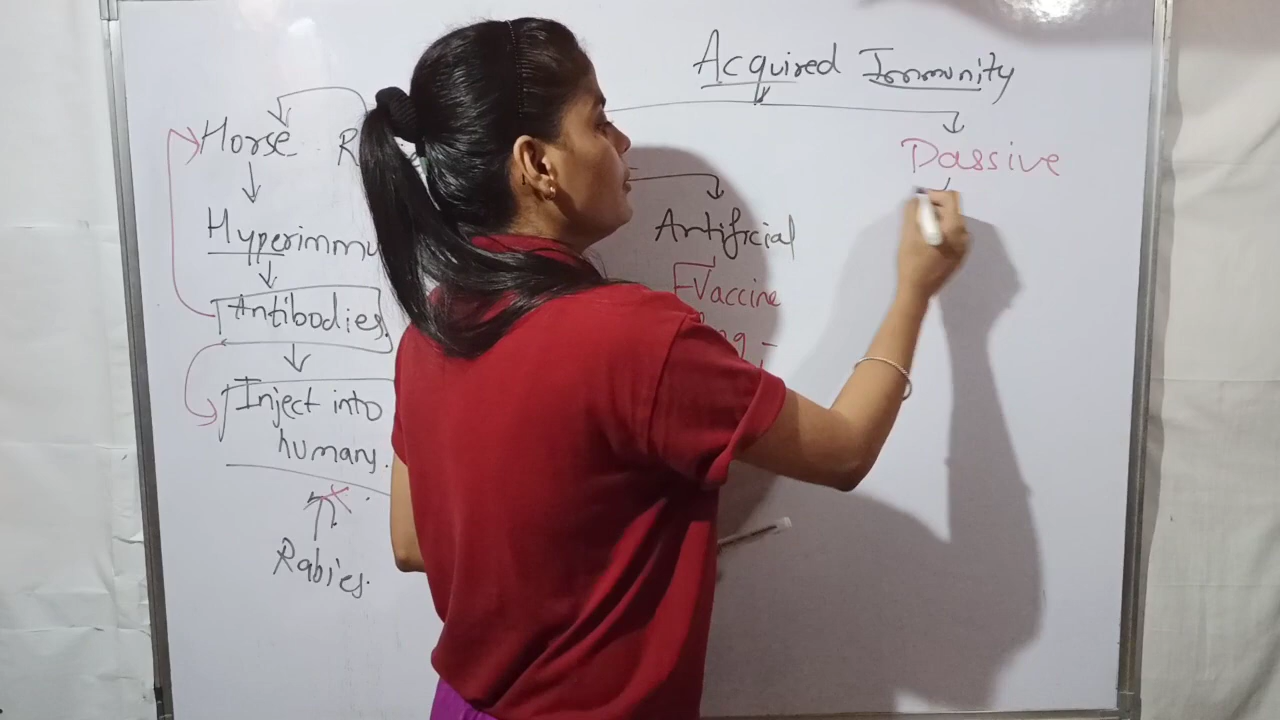 Acquired Immunity
Passive
Artificial
Vaccine
Horse
Hyperimmu
Antibodies
Inject into
humans.
Rabies.